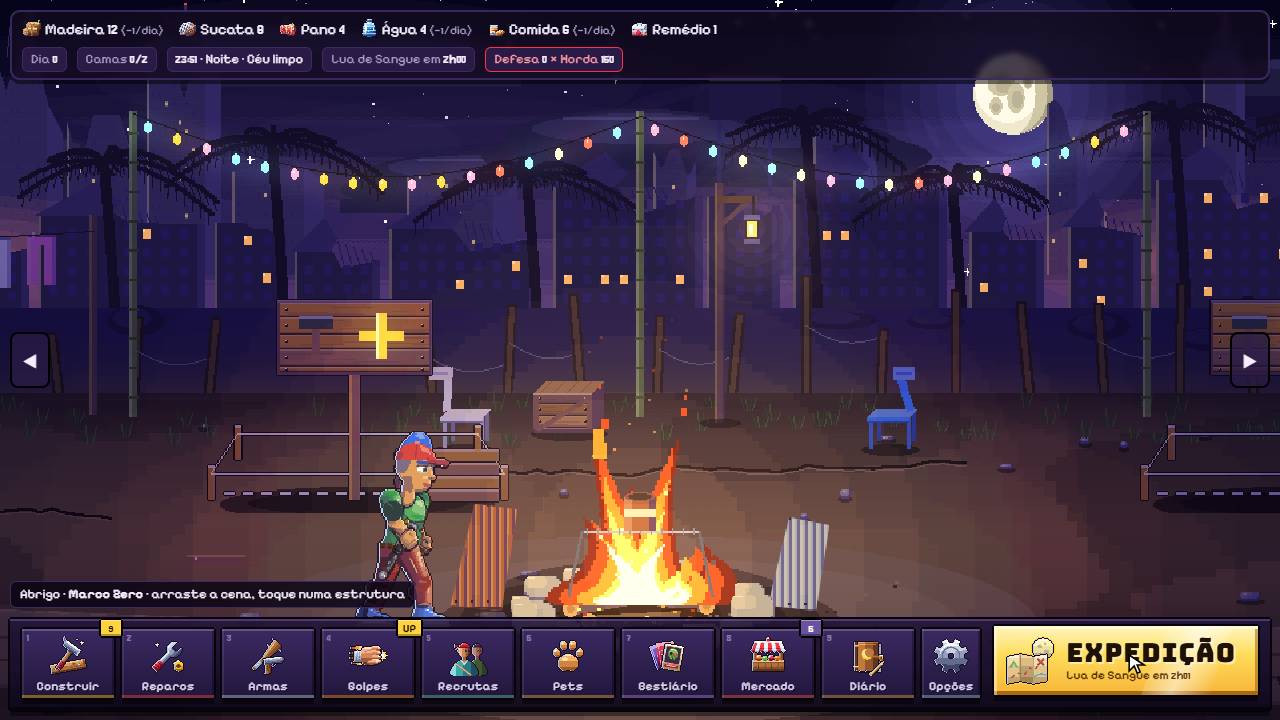 Madeira 12 (-1/dia) Sucata 8 Pano 4 Água 4 (-1/dia) Comida 6 (-1/dia) Remédio 1
Dia 0 Camas 0/2 23:51 · Noite · Céu limpo Lua de Sangue em 2h00 Defesa 0 × Horda 160
Abrigo · Marco Zero · arraste a cena, toque numa estrutura
9 UP 6
1 2 3 4 5 6 7 8 9
Construir Reparos Armas Golpes Recrutas Pets Bestiário Mercado Diário Opções
EXPEDIÇÃO
Lua de Sangue em 2h01